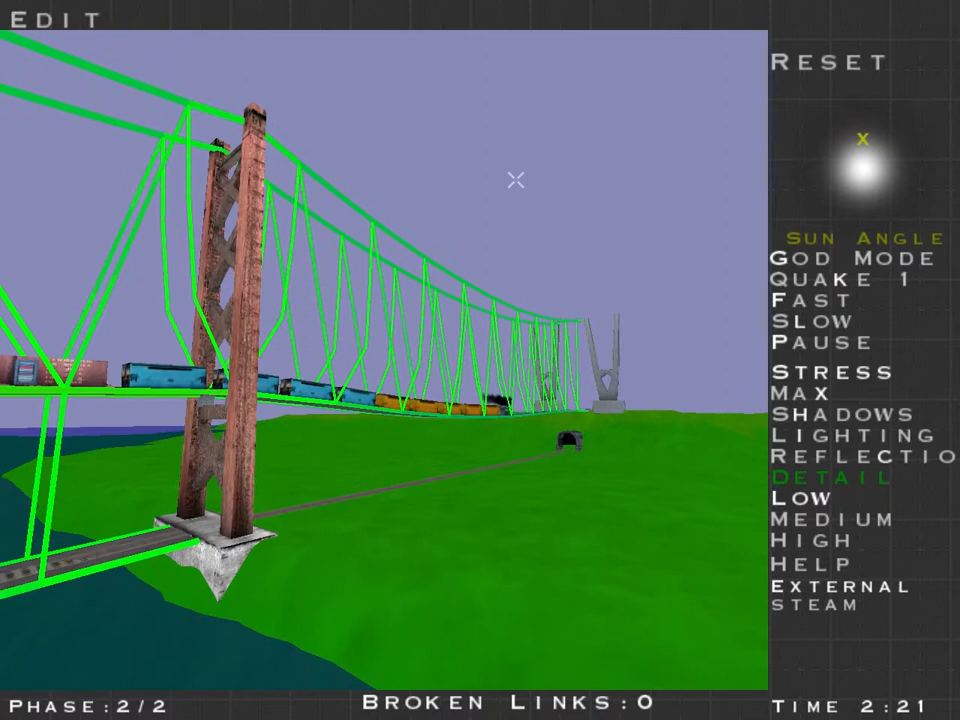 EDIT
RESET
X
SUN ANGLE
GOD MODE
QUAKE 1
FAST
SLOW
PAUSE
STRESS
MAX
SHADOWS
LIGHTING
REFLECTIO
DETAIL
LOW
MEDIUM
HIGH
HELP
EXTERNAL
STEAM
PHASE:2/2 BROKEN LINKS:0 TIME 2:21